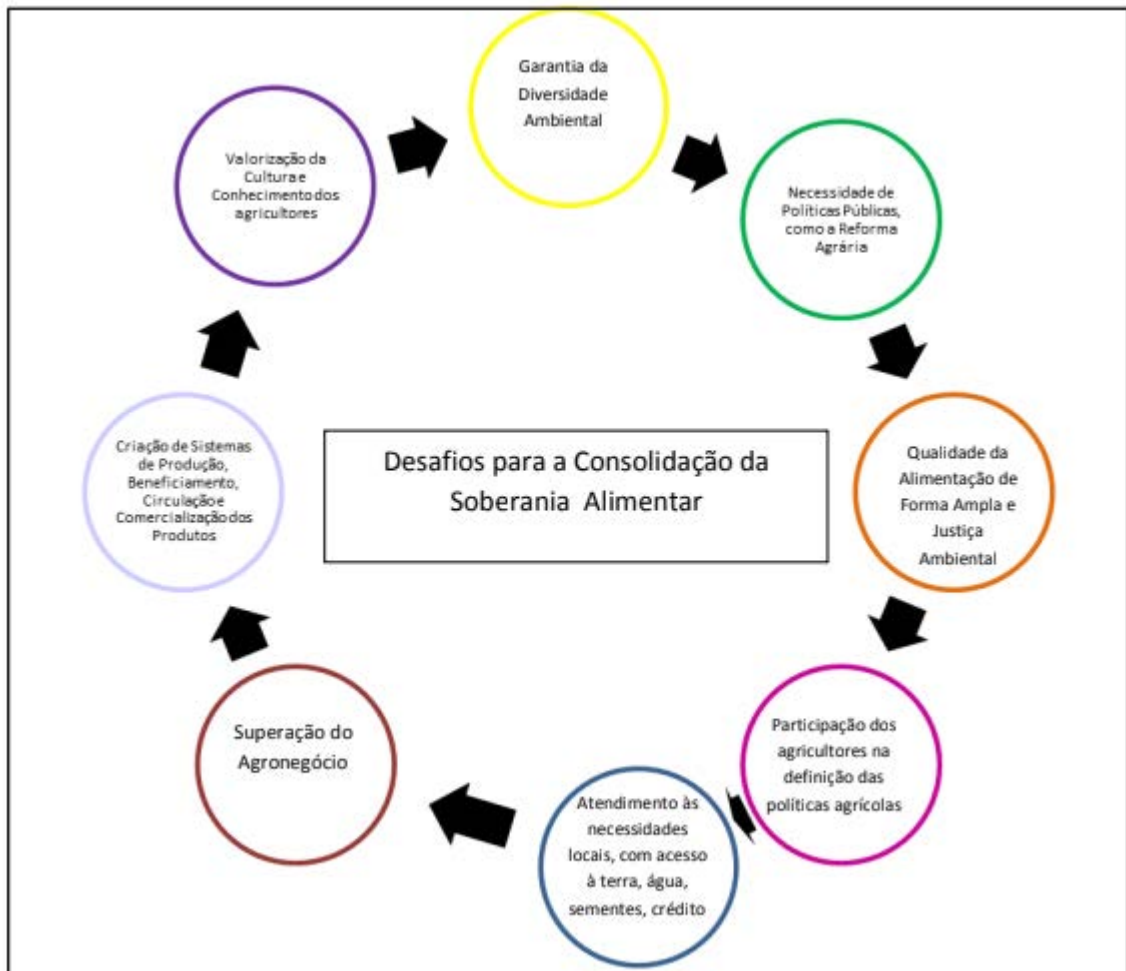 Garantia da
Diversidade
Ambiental
Necessidade de
Políticas Públicas,
como a Reforma
Agrária
Qualidade da
Alimentação de
Forma Ampla e
Justiça
Ambiental
Participação dos
agricultores na
definição das
políticas agrícolas
Atendimento às
necessidades
locais, com acesso
à terra, água,
sementes, crédito
Superação do
Agronegócio
Criação de Sistemas
de Produção,
Beneficiamento,
Circulação e
Comercialização dos
Produtos
Valorização da
Cultura e
Conhecimento dos
agricultores
Desafios para a Consolidação da
Soberania Alimentar